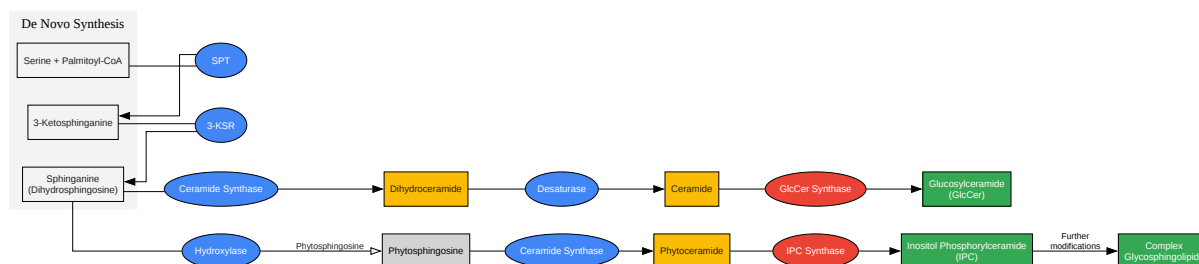 De Novo Synthesis
Serine + Palmitoyl-CoA
SPT
3-Ketosphinganine
3-KSR
Sphinganine
(Dihydrosphingosine)
Ceramide Synthase
Dihydroceramide
Desaturase
Ceramide
GlcCer Synthase
Glucosylceramide
(GlcCer)
Hydroxylase
Phytosphingosine
Phytosphingosine
Ceramide Synthase
Phytoceramide
IPC Synthase
Inositol Phosphorylceramide
(IPC)
Further
modifications
Complex
Glycosphingolipid